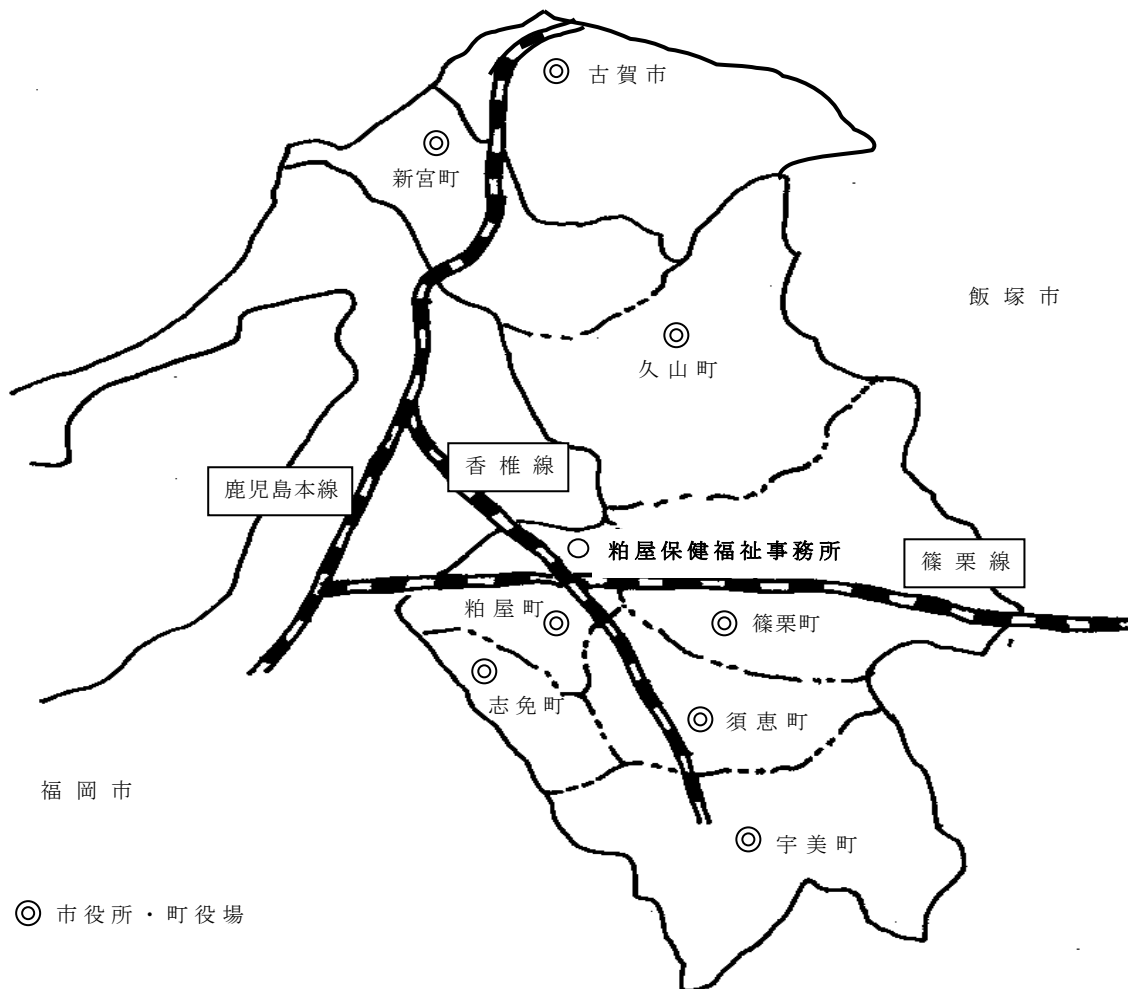 古賀市
新宮町
飯塚市
久山町
香椎線
鹿児島本線
粕屋保健福祉事務所
篠栗線
粕屋町
篠栗町
志免町
須恵町
福岡市
宇美町
市役所・町役場